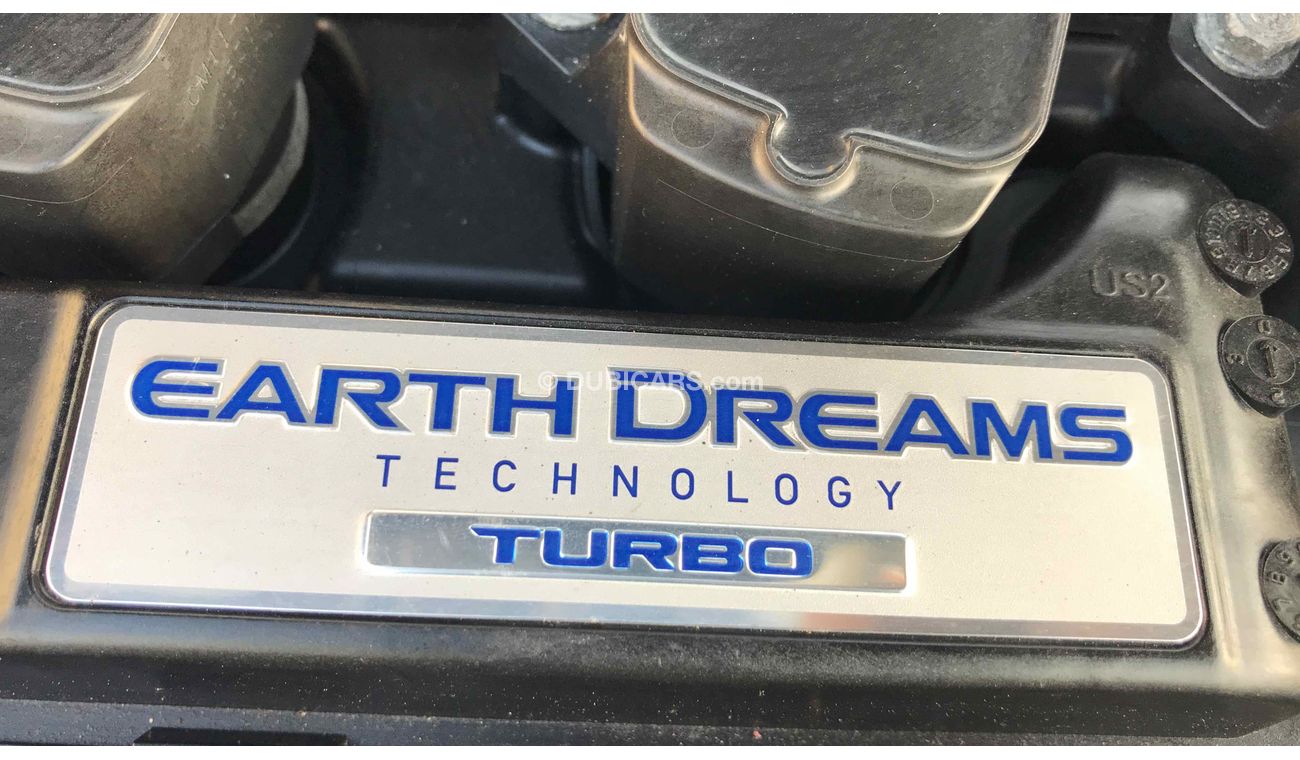 US2
© DUBICARS.com
EARTH DREAMS
TECHNOLOGY
TURBO